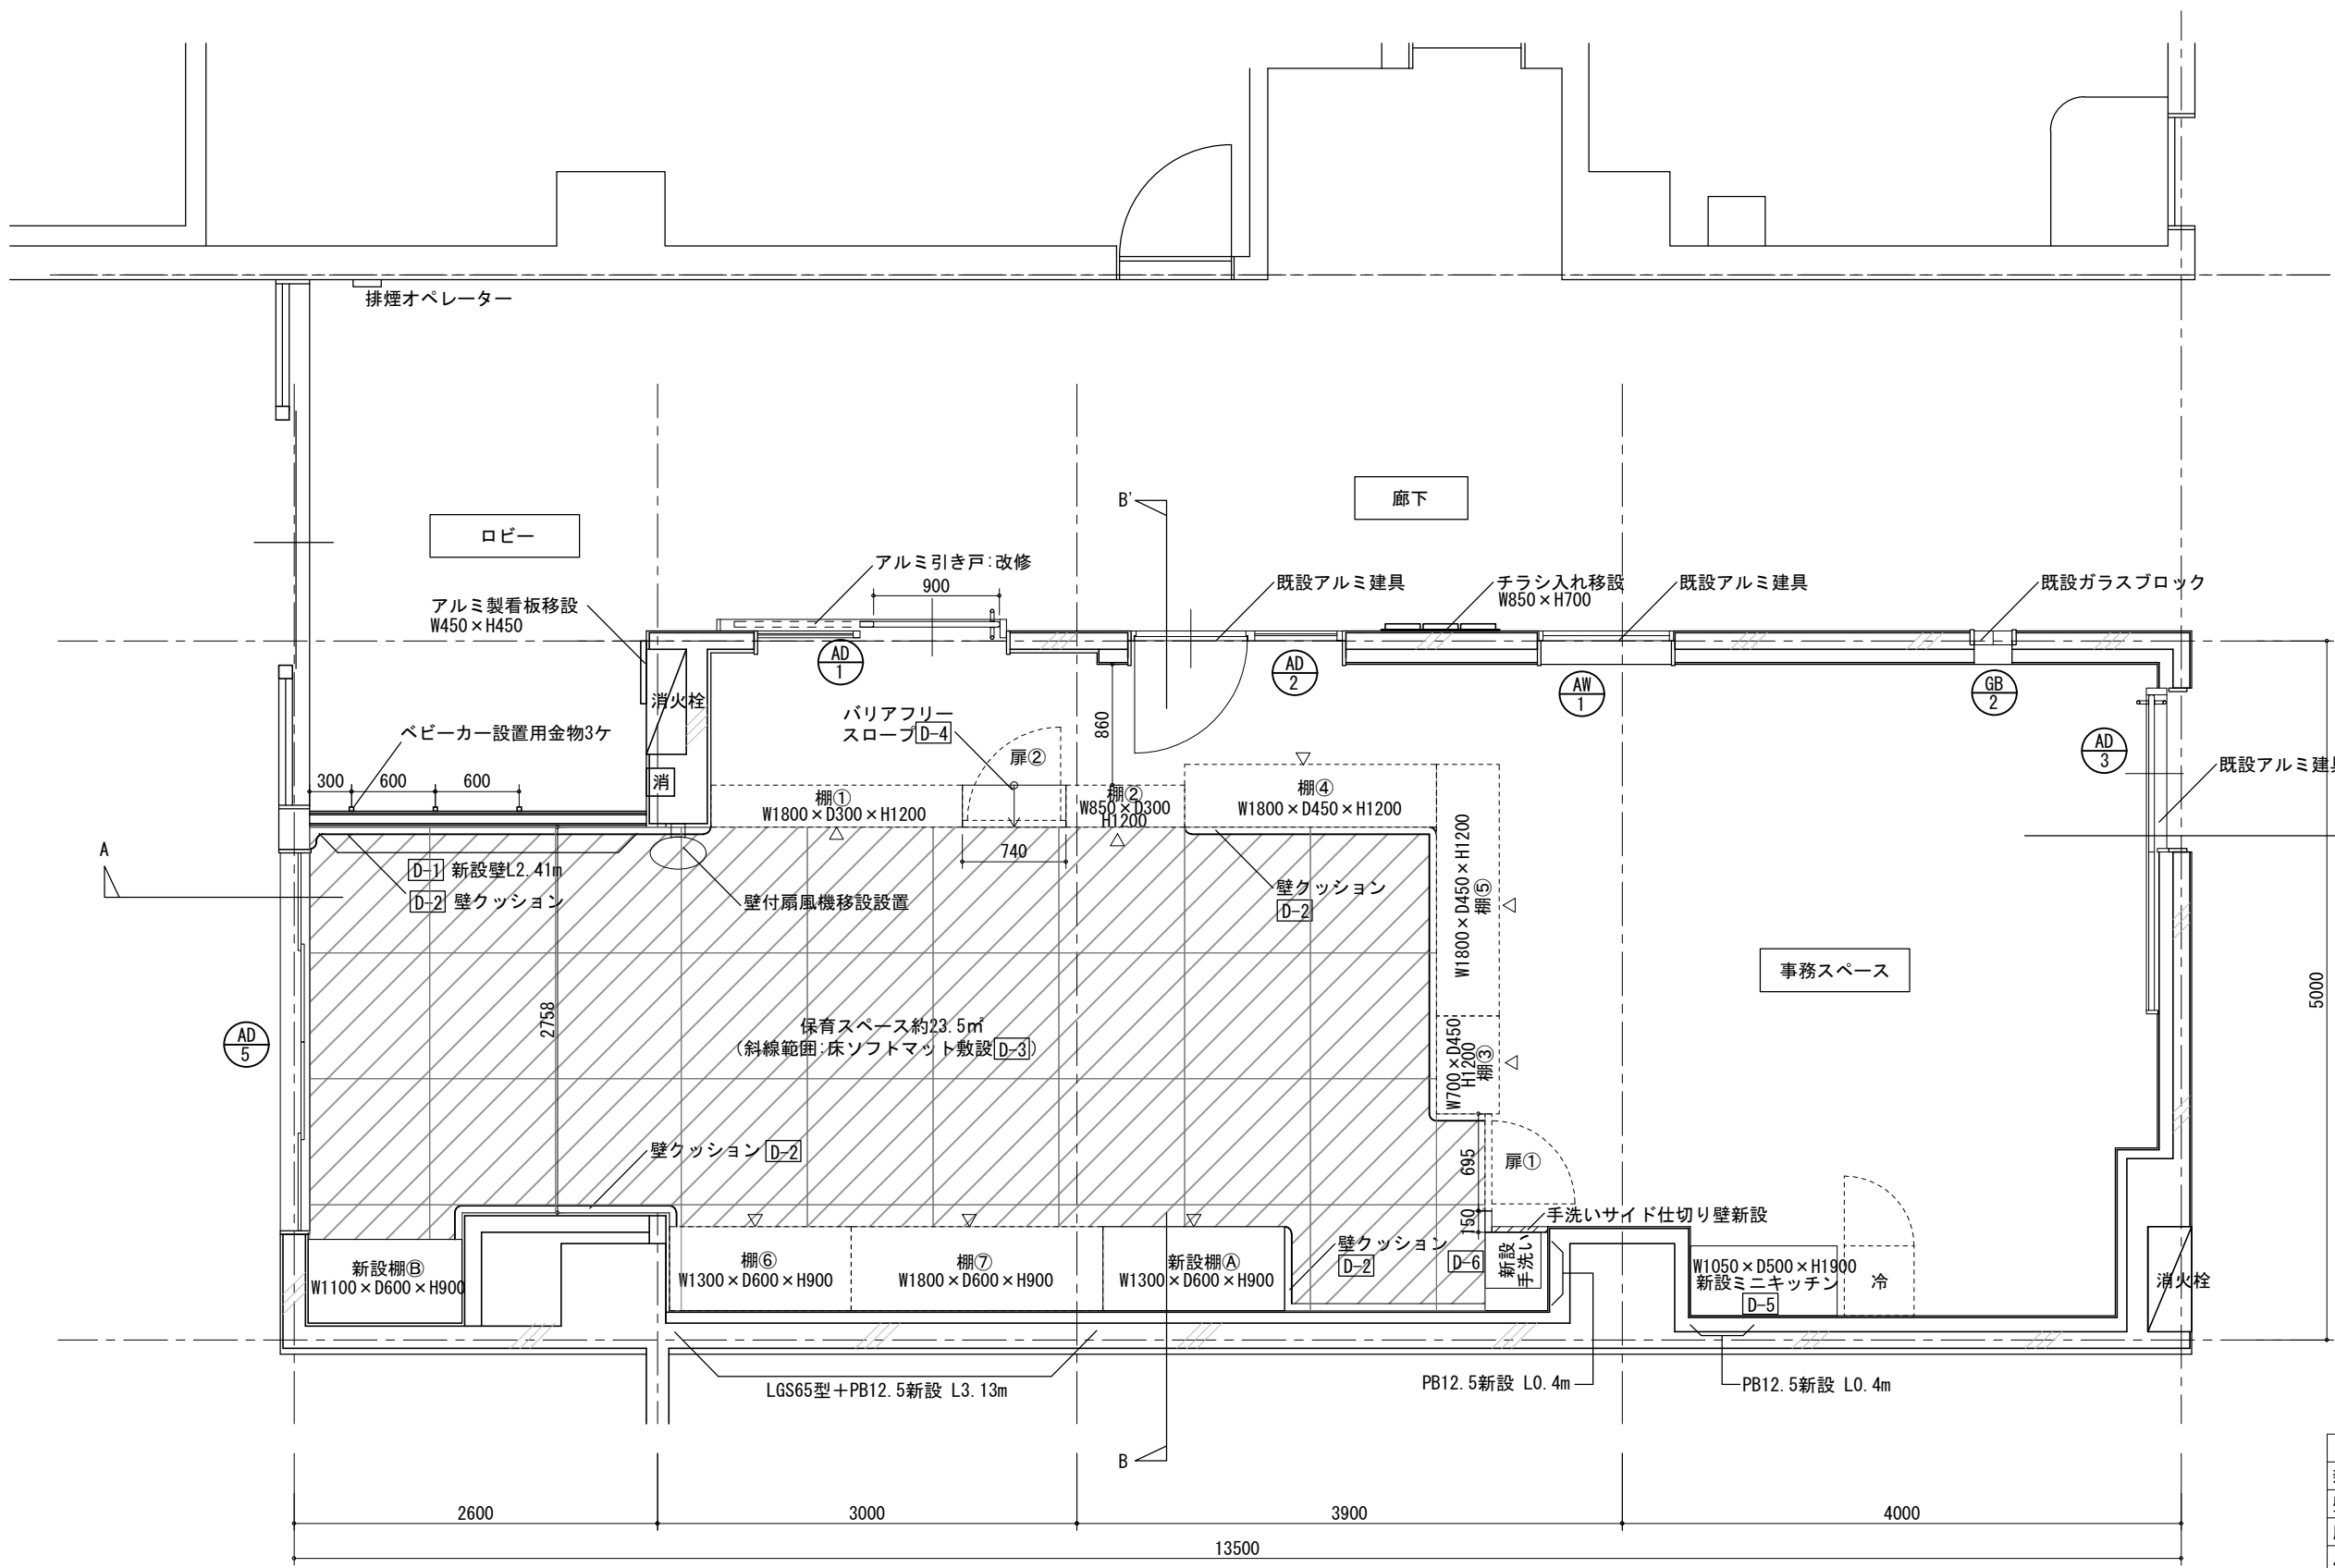 排煙オペレーター
ロビー
廊下
B'
アルミ引き戸:改修
900
既設アルミ建具
チラシ入れ移設
W850×H700
既設アルミ建具
既設ガラスブロック
アルミ製看板移設
W450×H450
AD
1
AD
2
AW
1
GB
2
AD
3
消火栓
バリアフリー
スロープ D-4
860
扉②
ベビーカー設置用金物3ケ
300
600
600
消
棚①
W1800×D300×H1200
棚②
W850×D300
H1200
棚④
W1800×D450×H1200
既設アルミ建
740
A
D-1 新設壁L2.41m
D-2 壁クッション
壁付扇風機移設設置
壁クッション
D-2
W1800×D450×H1200
棚⑤
事務スペース
5000
2758
保育スペース約23.5㎡
(斜線範囲:床ソフトマット敷設 D-3)
AD
5
W700×D450
H1200
棚③
壁クッション D-2
695
扉①
150
手洗いサイド仕切り壁新設
新設棚Ⓑ
W1100×D600×H900
棚⑥
W1300×D600×H900
棚⑦
W1800×D600×H900
新設棚Ⓐ
W1300×D600×H900
壁クッション
D-2
D-6
新設
手洗い
W1050×D500×H1900
新設ミニキッチン
D-5
冷
消火栓
LGS65型+PB12.5新設 L3.13m
PB12.5新設 L0.4m
PB12.5新設 L0.4m
B
2600
3000
3900
4000
13500